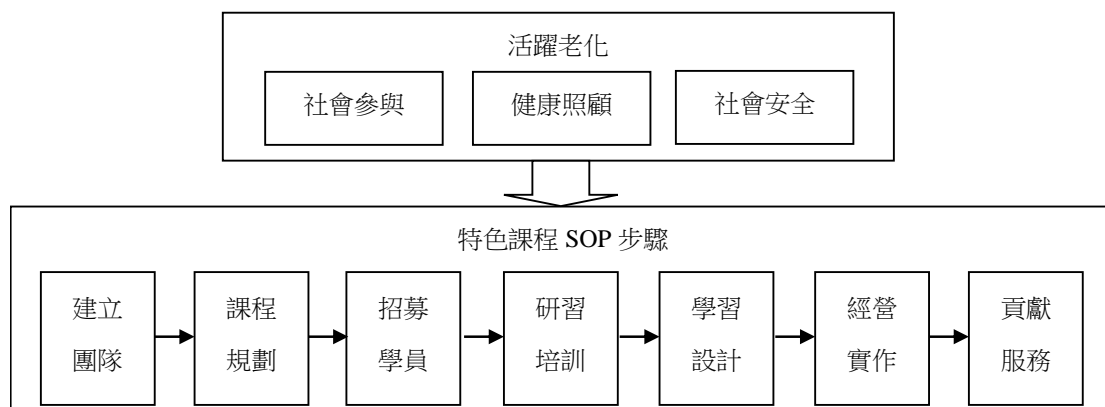 活躍老化
社會參與
健康照顧
社會安全
特色課程 SOP 步驟
建立
團隊
課程
規劃
招募
學員
研習
培訓
學習
設計
經營
實作
貢獻
服務